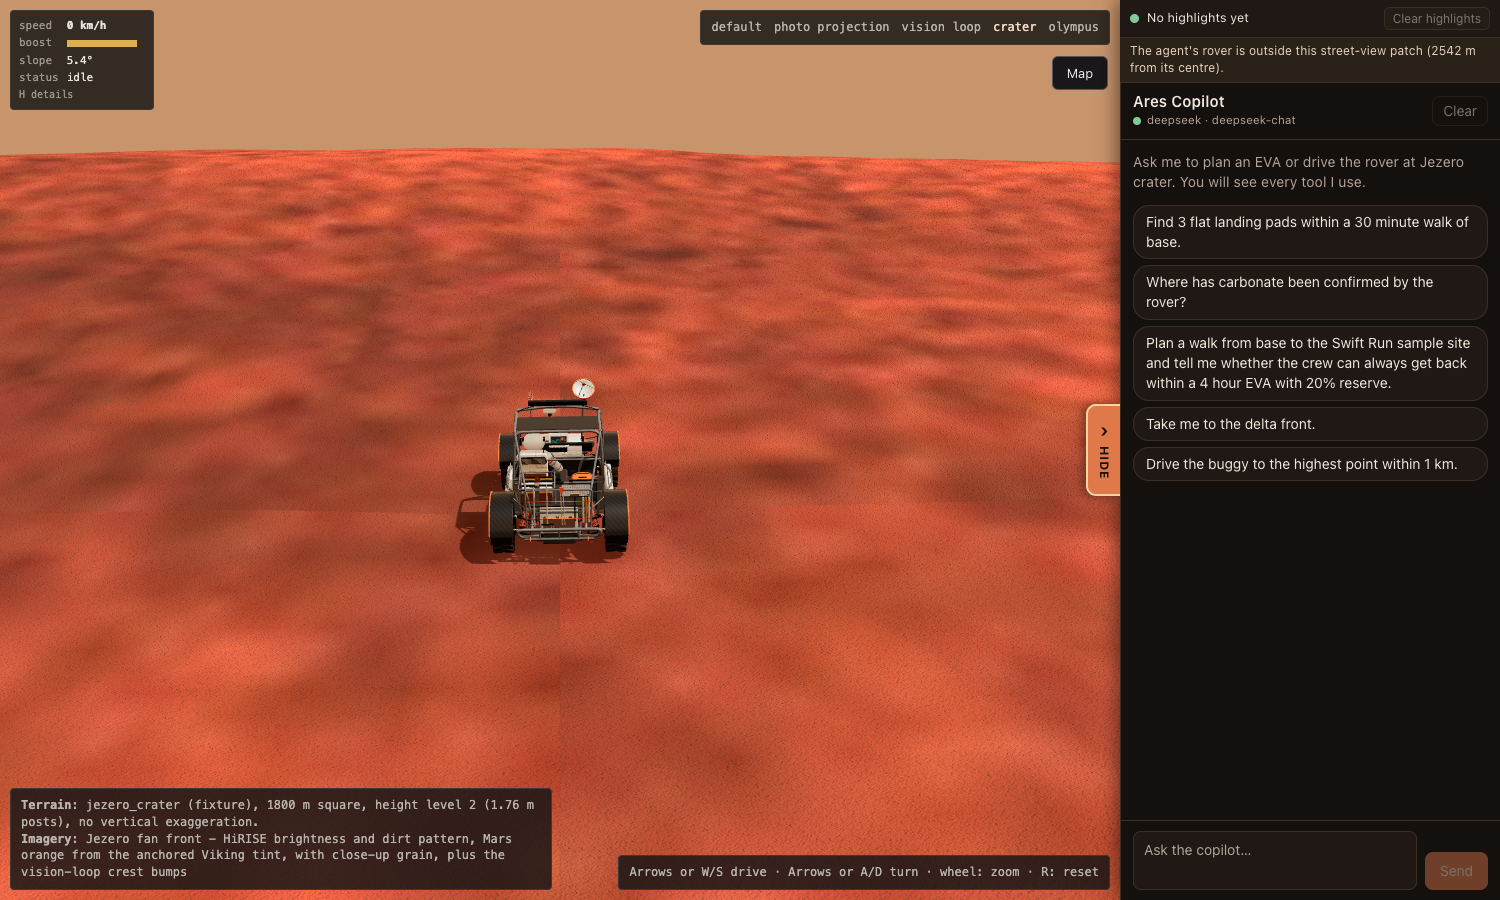 speed 0 km/h
boost
slope 5.4°
status idle
H details
default photo projection vision loop crater olympus
Map
› HIDE
Terrain: jezero_crater (fixture), 1800 m square, height level 2 (1.76 m
posts), no vertical exaggeration.
Imagery: Jezero fan front — HiRISE brightness and dirt pattern, Mars
orange from the anchored Viking tint, with close-up grain, plus the
vision-loop crest bumps
Arrows or W/S drive · Arrows or A/D turn · wheel: zoom · R: reset
No highlights yet
Clear highlights
The agent's rover is outside this street-view patch (2542 m
from its centre).
Ares Copilot
deepseek · deepseek-chat
Clear
Ask me to plan an EVA or drive the rover at Jezero
crater. You will see every tool I use.
Find 3 flat landing pads within a 30 minute walk of
base.
Where has carbonate been confirmed by the
rover?
Plan a walk from base to the Swift Run sample site
and tell me whether the crew can always get back
within a 4 hour EVA with 20% reserve.
Take me to the delta front.
Drive the buggy to the highest point within 1 km.
Ask the copilot...
Send